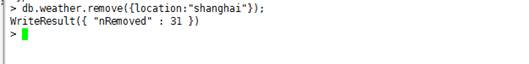 > db.weather.remove({location:"shanghai"});
WriteResult({ "nRemoved" : 31 })
>